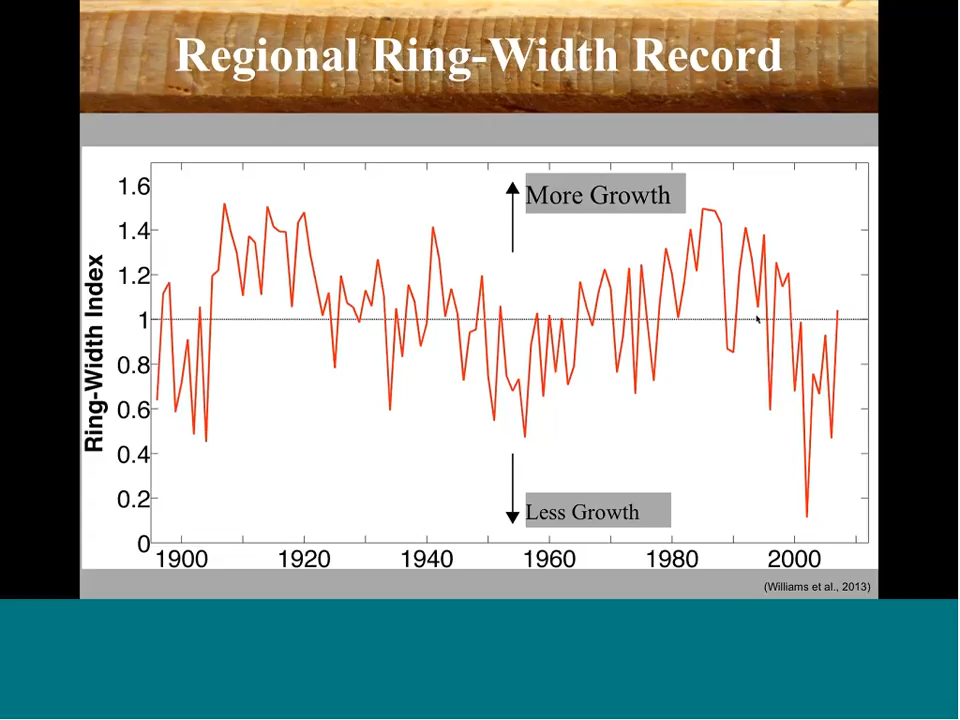 Regional Ring-Width Record
More Growth
Less Growth
Ring-Width Index
1.6
1.4
1.2
1
0.8
0.6
0.4
0.2
0
1900 1920 1940 1960 1980 2000
(Williams et al., 2013)